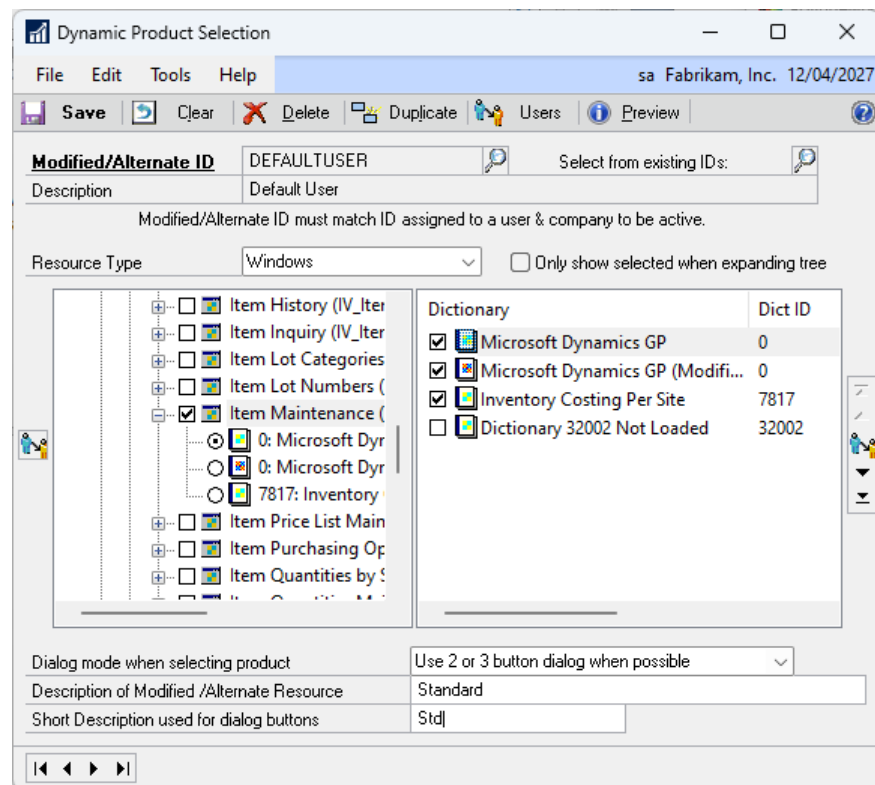 Dynamic Product Selection
File Edit Tools Help sa Fabrikam, Inc. 12/04/2027
Save Clear Delete Duplicate Users Preview
Modified/Alternate ID DEFAULTUSER Select from existing IDs:
Description Default User
Modified/Alternate ID must match ID assigned to a user & company to be active.
Resource Type Windows Only show selected when expanding tree
Item History (IV_Iter
Item Inquiry (IV_Iter
Item Lot Categories
Item Lot Numbers (
Item Maintenance (
0: Microsoft Dyr
0: Microsoft Dyr
7817: Inventory
Item Price List Main
Item Purchasing Op
Item Quantities by S
Dictionary Dict ID
Microsoft Dynamics GP 0
Microsoft Dynamics GP (Modifi... 0
Inventory Costing Per Site 7817
Dictionary 32002 Not Loaded 32002
Dialog mode when selecting product Use 2 or 3 button dialog when possible
Description of Modified /Alternate Resource Standard
Short Description used for dialog buttons Std